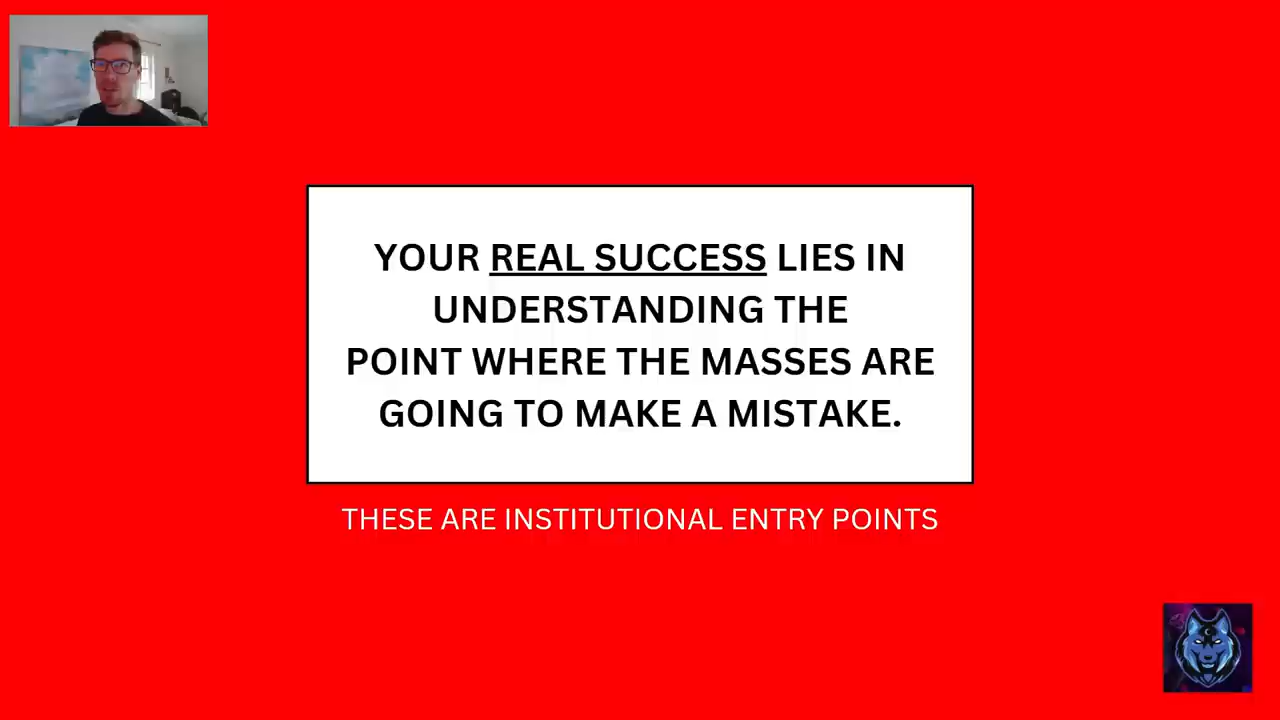 YOUR REAL SUCCESS LIES IN
UNDERSTANDING THE
POINT WHERE THE MASSES ARE
GOING TO MAKE A MISTAKE.
THESE ARE INSTITUTIONAL ENTRY POINTS